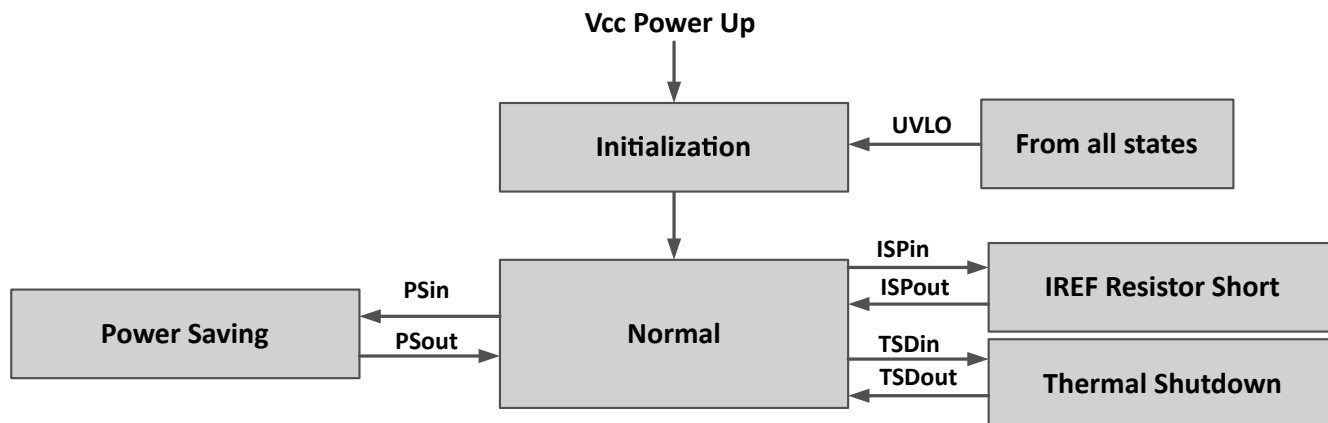 Vcc Power Up
Initialization
UVLO
From all states
PSin
PSout
Power Saving
Normal
ISPin
ISPout
IREF Resistor Short
TSDin
TSDout
Thermal Shutdown